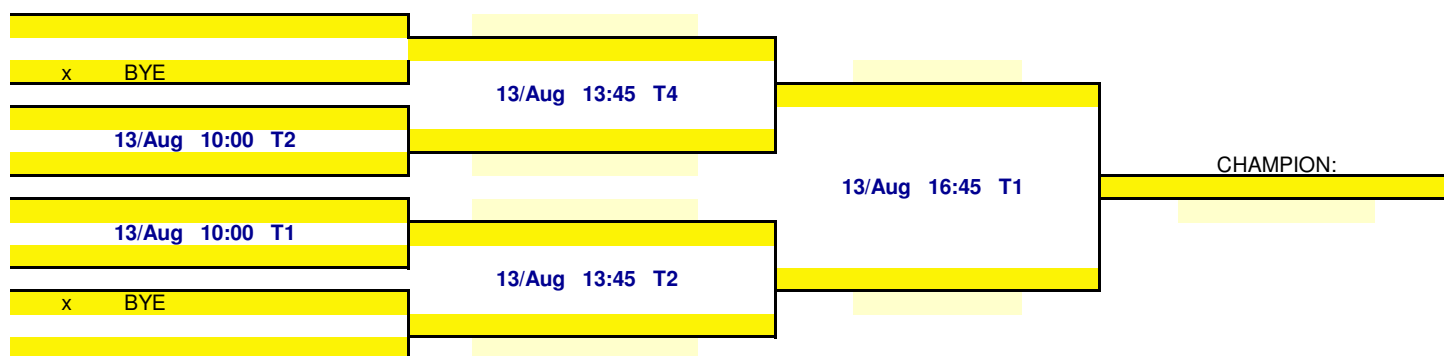 x BYE
13/Aug 13:45 T4
13/Aug 10:00 T2
CHAMPION:
13/Aug 16:45 T1
13/Aug 10:00 T1
13/Aug 13:45 T2
x BYE